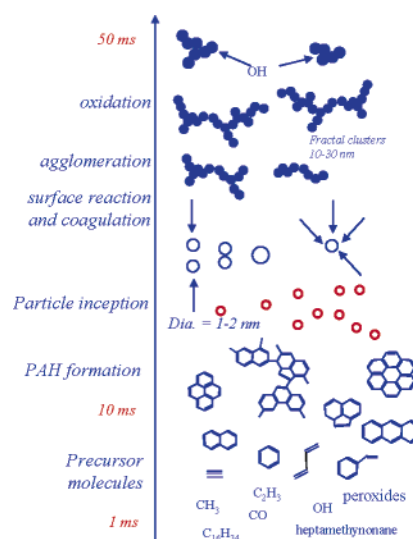 50 ms
OH
oxidation
Fractal clusters
10-30 nm
agglomeration
surface reaction
and coagulation
Particle inception
Dia. = 1-2 nm
PAH formation
10 ms
Precursor
molecules
C2H3
peroxides
CH3
OH
CO
1 ms
C16H34
heptamethynonane